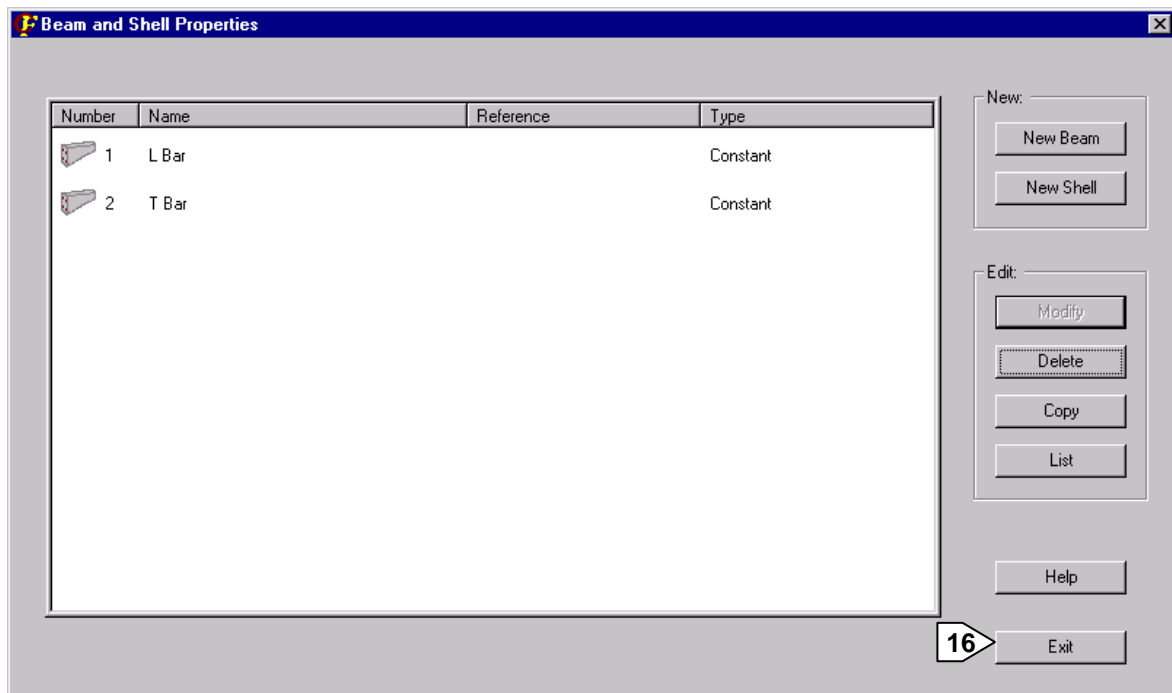 Beam and Shell Properties
Number Name Reference Type
1 L Bar Constant
2 T Bar Constant
New:
New Beam
New Shell
Edit:
Modify
Delete
Copy
List
Help
16 Exit